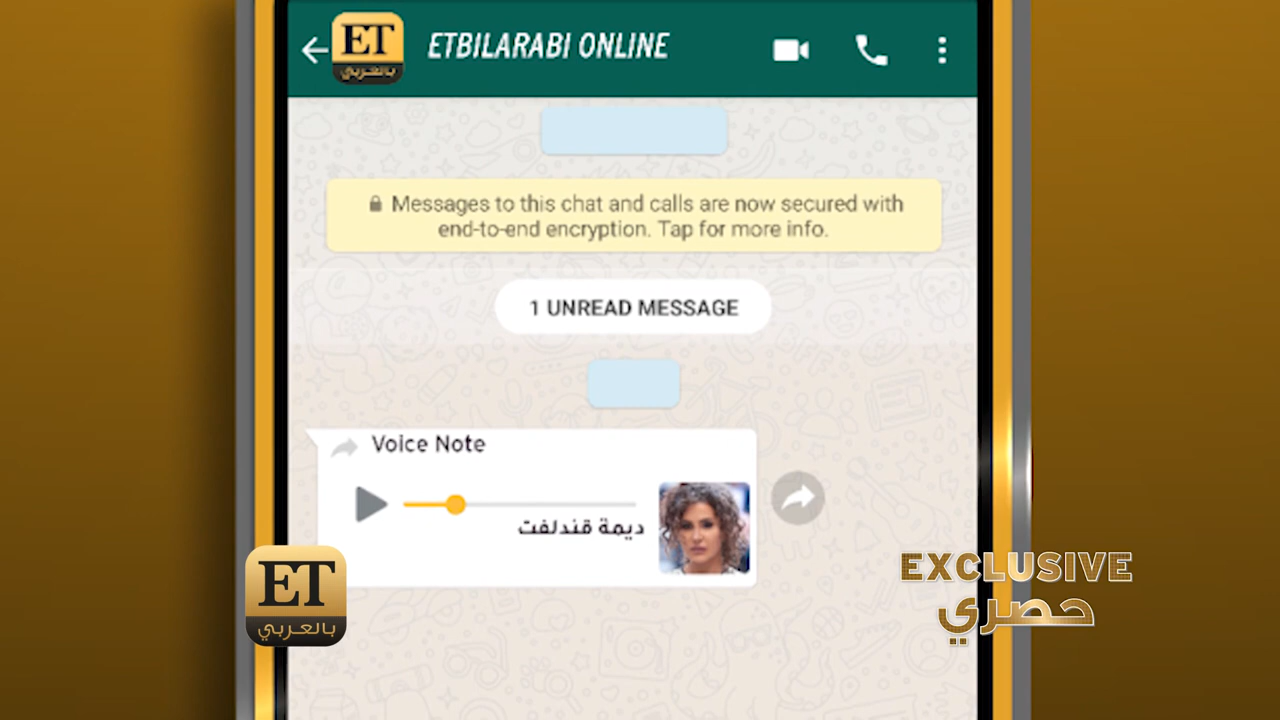 ET
بالعربي
ETBILARABI ONLINE
Messages to this chat and calls are now secured with
end-to-end encryption. Tap for more info.
1 UNREAD MESSAGE
Voice Note
ديمة قندلفت
ET
بالعربي
EXCLUSIVE
حصري